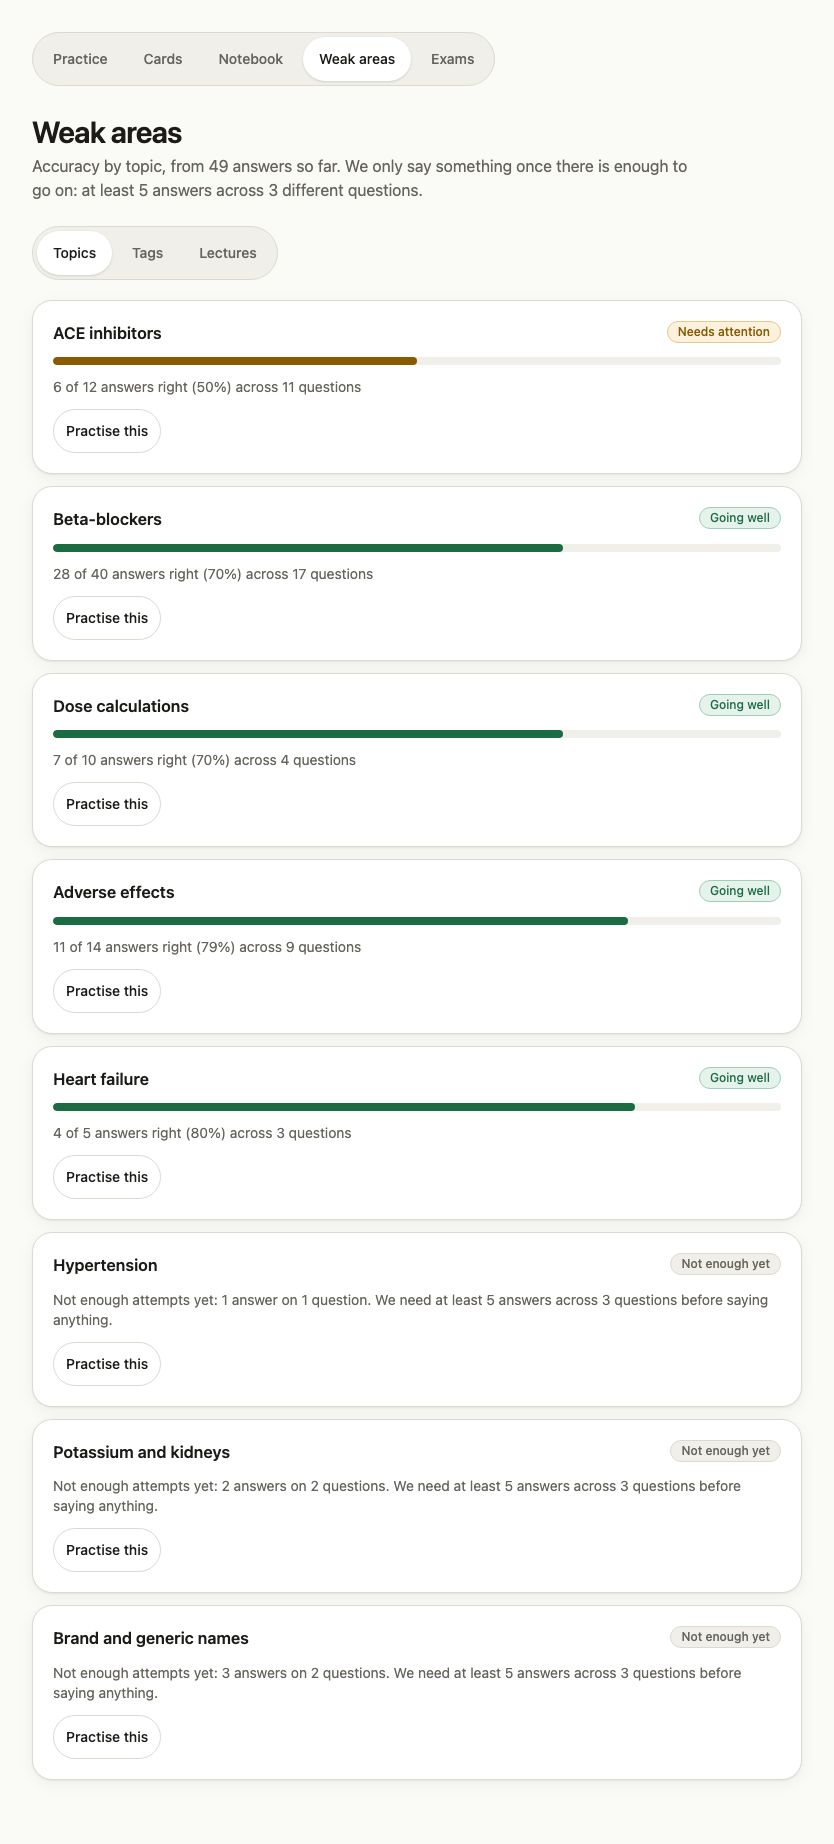 Practice
Cards
Notebook
Weak areas
Exams
Weak areas
Accuracy by topic, from 49 answers so far. We only say something once there is enough to
go on: at least 5 answers across 3 different questions.
Topics
Tags
Lectures
ACE inhibitors
Needs attention
6 of 12 answers right (50%) across 11 questions
Practise this
Beta-blockers
Going well
28 of 40 answers right (70%) across 17 questions
Practise this
Dose calculations
Going well
7 of 10 answers right (70%) across 4 questions
Practise this
Adverse effects
Going well
11 of 14 answers right (79%) across 9 questions
Practise this
Heart failure
Going well
4 of 5 answers right (80%) across 3 questions
Practise this
Hypertension
Not enough yet
Not enough attempts yet: 1 answer on 1 question. We need at least 5 answers across 3 questions before saying
anything.
Practise this
Potassium and kidneys
Not enough yet
Not enough attempts yet: 2 answers on 2 questions. We need at least 5 answers across 3 questions before
saying anything.
Practise this
Brand and generic names
Not enough yet
Not enough attempts yet: 3 answers on 2 questions. We need at least 5 answers across 3 questions before
saying anything.
Practise this